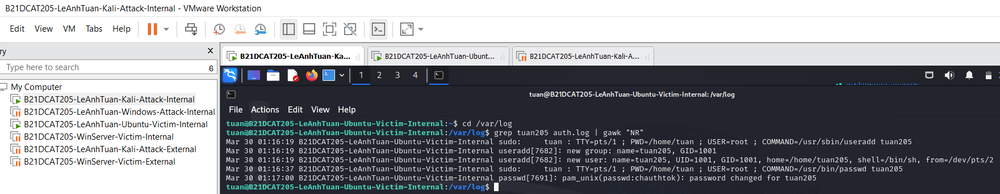 B21DCAT205-LeAnhTuan-Kali-Attack-Internal - VMware Workstation
Edit View VM Tabs Help
ry X
Type here to search 6
My Computer
B21DCAT205-LeAnhTuan-Kali-Attack-Internal
B21DCAT205-LeAnhTuan-Windows-Attack-Internal
B21DCAT205-LeAnhTuan-Ubuntu-Victim-Internal
B21DCAT205-WinServer-Victim-Internal
B21DCAT205-LeAnhTuan-Kali-Attack-External
B21DCAT205-WinServer-Victim-External
B21DCAT205-LeAnhTuan-Ka... B21DCAT205-LeAnhTuan-Ubunt... B21DCAT205-LeAnhTuan-Kali-A...
1 2 3 4
tuan@B21DCAT205-LeAnhTuan-Ubuntu-Victim-Internal: /var/log
File Actions Edit View Help
tuan@B21DCAT205-LeAnhTuan-Ubuntu-Victim-Internal:~$ cd /var/log
tuan@B21DCAT205-LeAnhTuan-Ubuntu-Victim-Internal:/var/log$ grep tuan205 auth.log | gawk "NR"
Mar 30 01:16:19 B21DCAT205-LeAnhTuan-Ubuntu-Victim-Internal sudo:     tuan : TTY=pts/1 ; PWD=/home/tuan ; USER=root ; COMMAND=/usr/sbin/useradd tuan205
Mar 30 01:16:19 B21DCAT205-LeAnhTuan-Ubuntu-Victim-Internal useradd[7682]: new group: name=tuan205, GID=1001
Mar 30 01:16:19 B21DCAT205-LeAnhTuan-Ubuntu-Victim-Internal useradd[7682]: new user: name=tuan205, UID=1001, GID=1001, home=/home/tuan205, shell=/bin/sh, from=/dev/pts/2
Mar 30 01:16:37 B21DCAT205-LeAnhTuan-Ubuntu-Victim-Internal sudo:     tuan : TTY=pts/1 ; PWD=/home/tuan ; USER=root ; COMMAND=/usr/bin/passwd tuan205
Mar 30 01:17:00 B21DCAT205-LeAnhTuan-Ubuntu-Victim-Internal passwd[7691]: pam_unix(passwd:chauthtok): password changed for tuan205
tuan@B21DCAT205-LeAnhTuan-Ubuntu-Victim-Internal:/var/log$